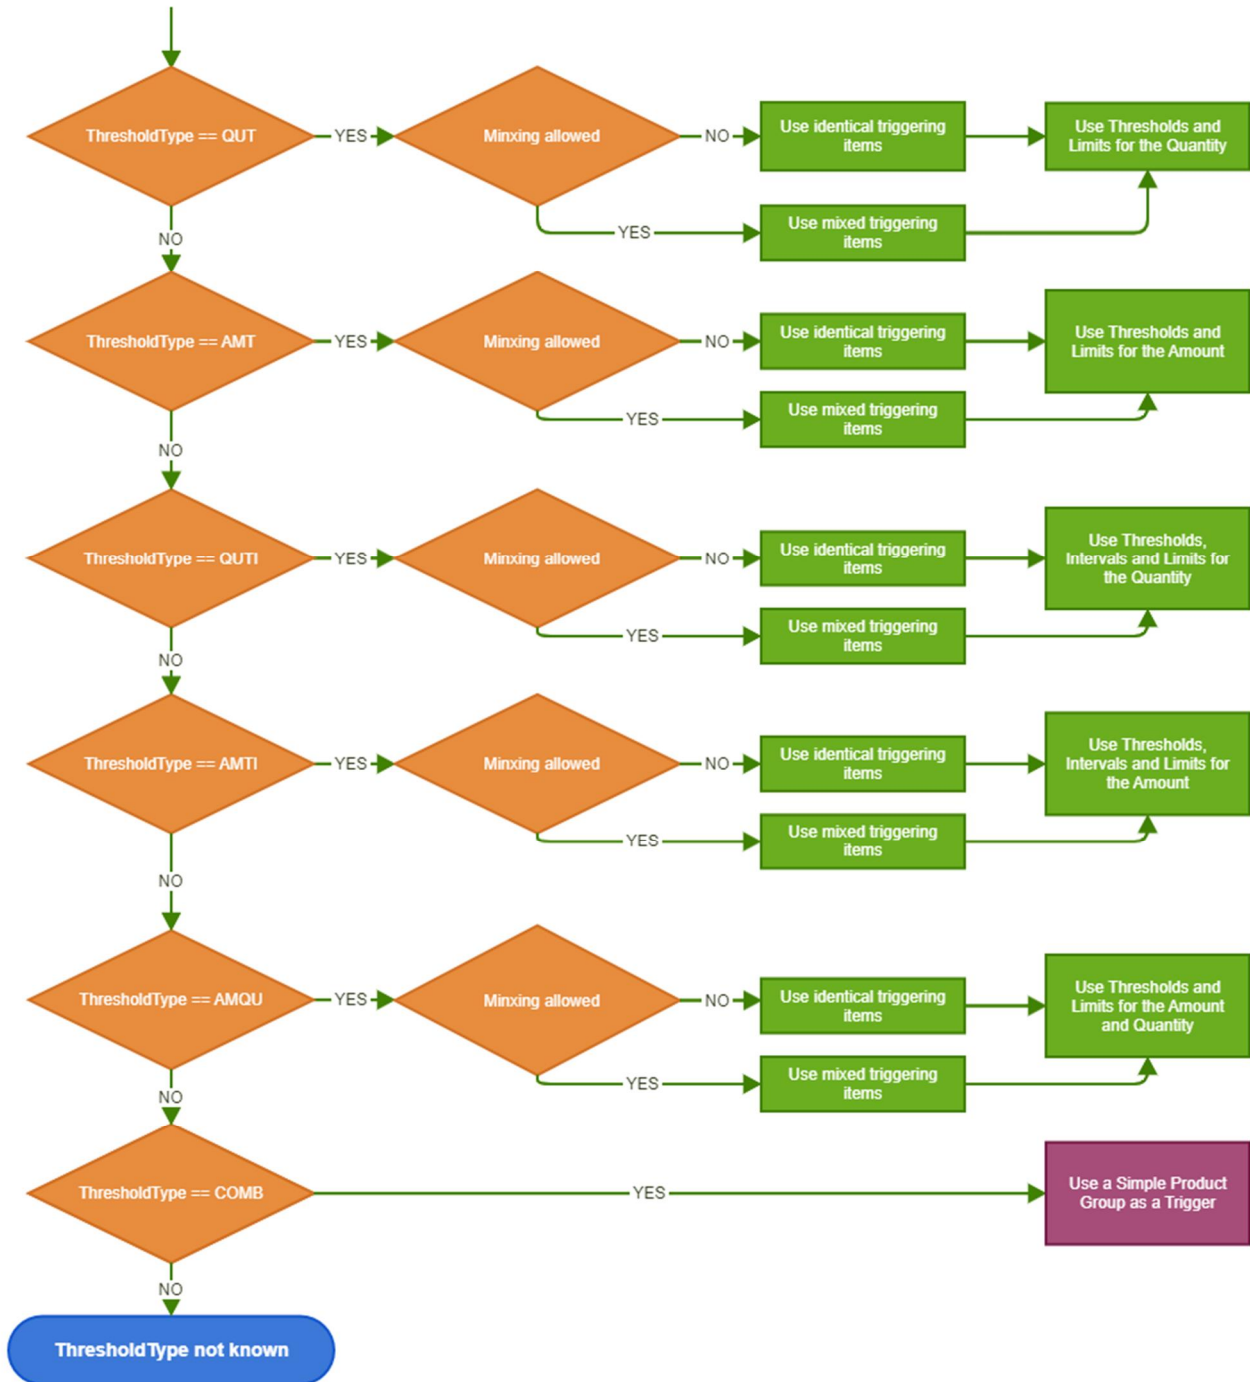 ThresholdType == QUT
YES
Minxing allowed
NO
Use identical triggering
items
Use Thresholds and
Limits for the Quantity
YES
Use mixed triggering
items
NO
ThresholdType == AMT
YES
Minxing allowed
NO
Use identical triggering
items
Use Thresholds and
Limits for the Amount
YES
Use mixed triggering
items
NO
ThresholdType == QUTI
YES
Minxing allowed
NO
Use identical triggering
items
Use Thresholds,
Intervals and Limits for
the Quantity
YES
Use mixed triggering
items
NO
ThresholdType == AMTI
YES
Minxing allowed
NO
Use identical triggering
items
Use Thresholds,
Intervals and Limits for
the Amount
YES
Use mixed triggering
items
NO
ThresholdType == AMQU
YES
Minxing allowed
NO
Use identical triggering
items
Use Thresholds and
Limits for the Amount
and Quantity
YES
Use mixed triggering
items
NO
ThresholdType == COMB
YES
Use a Simple Product
Group as a Trigger
NO
ThresholdType not known